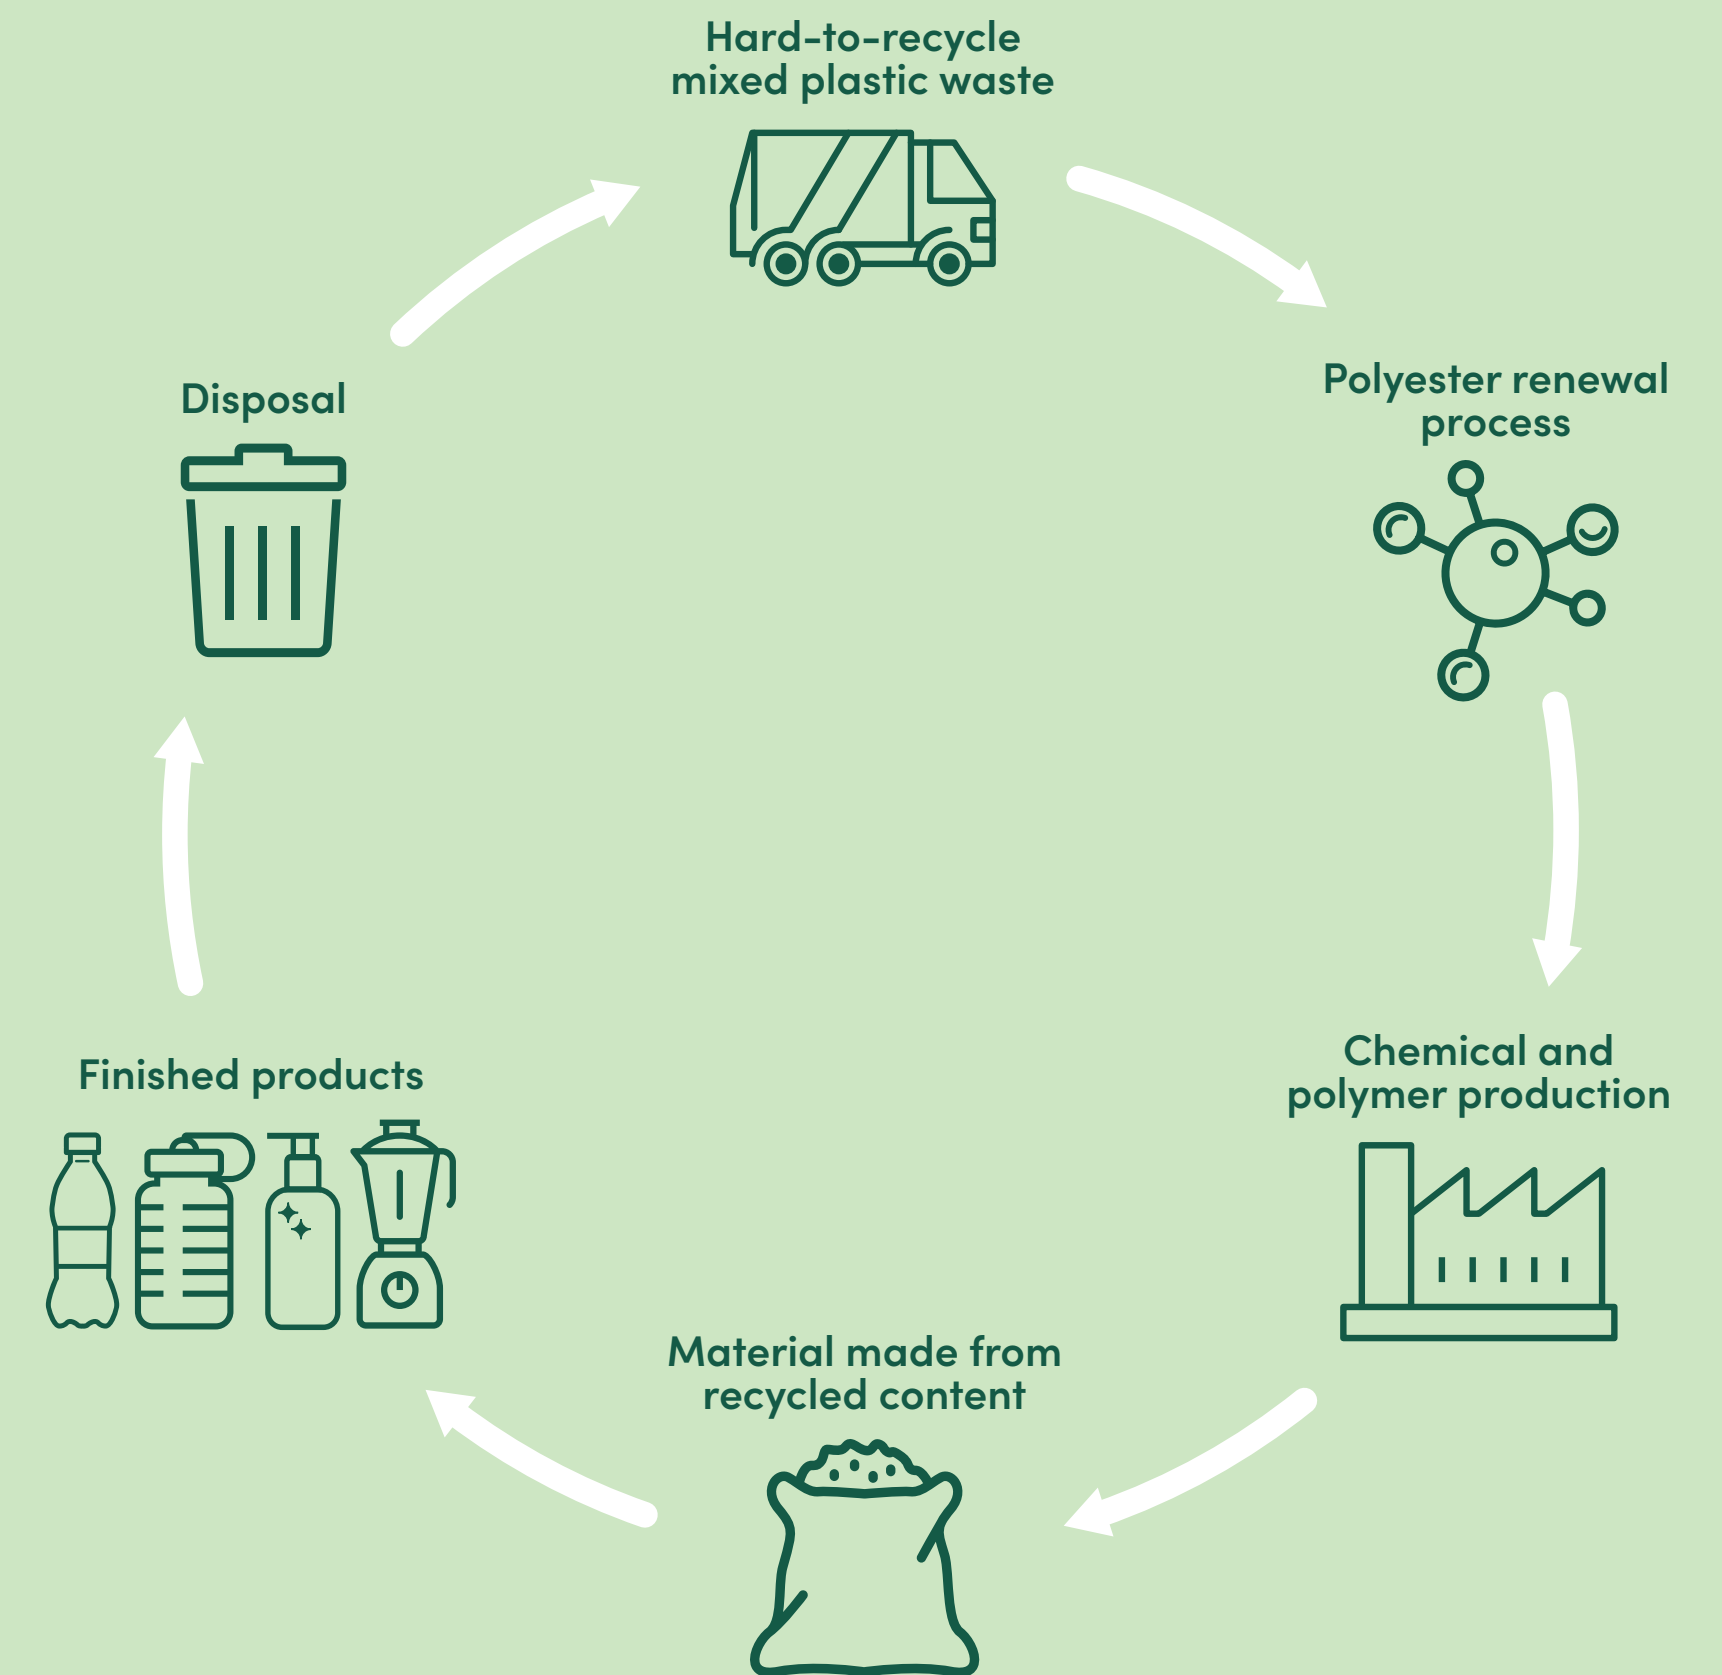 Hard-to-recycle
mixed plastic waste
Polyester renewal
process
Chemical and
polymer production
Material made from
recycled content
Finished products
Disposal